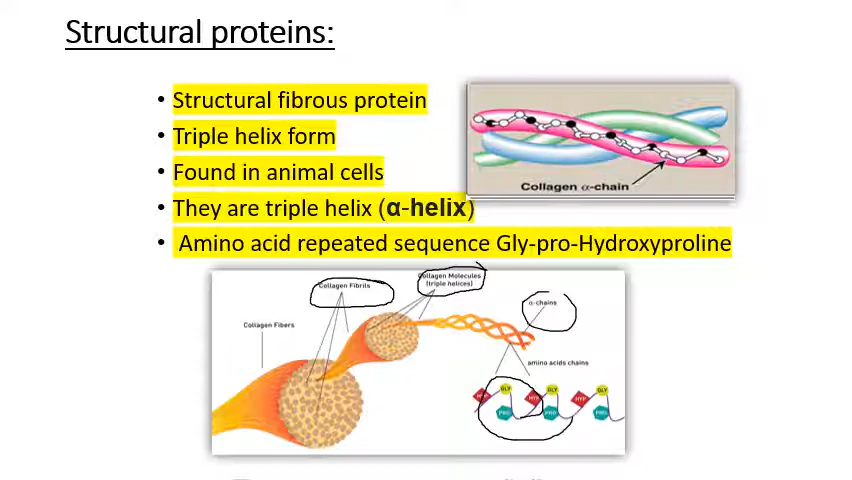 Structural proteins:
• Structural fibrous protein
• Triple helix form
• Found in animal cells
• They are triple helix (α-helix)
• Amino acid repeated sequence Gly-pro-Hydroxyproline
Collagen α-chain
Collagen Molecules
(triple helices)
Collagen Fibrils
α-chains
Collagen Fibers
amino acids chains
HYP GLY HYP GLY HYP GLY
PRO PRO PRO